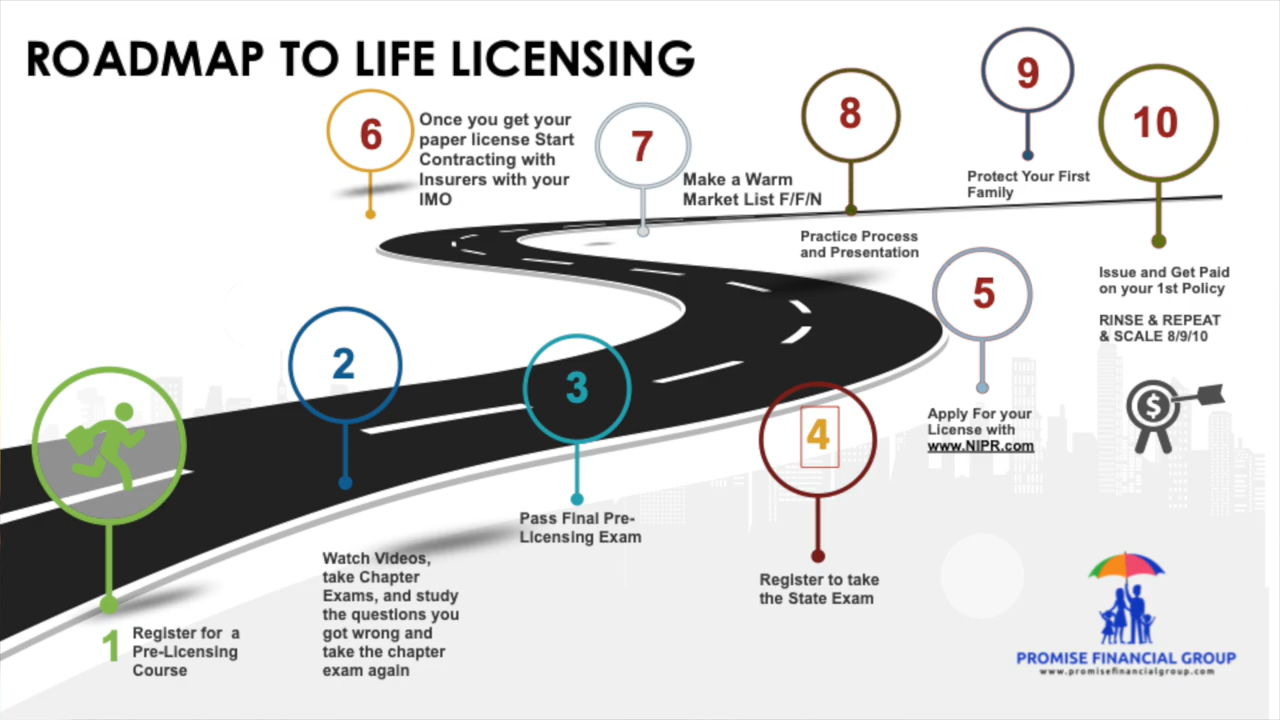 ROADMAP TO LIFE LICENSING
1
Register for a
Pre-Licensing
Course
2
Watch Videos,
take Chapter
Exams, and study
the questions you
got wrong and
take the chapter
exam again
3
Pass Final Pre-
Licensing Exam
4
Register to take
the State Exam
5
Apply For your
License with
www.NIPR.com
6
Once you get your
paper license Start
Contracting with
Insurers with your
IMO
7
Make a Warm
Market List F/F/N
8
Practice Process
and Presentation
9
Protect Your First
Family
10
Issue and Get Paid
on your 1st Policy
RINSE & REPEAT
& SCALE 8/9/10
$
PROMISE FINANCIAL GROUP
www.promisefinancialgroup.com